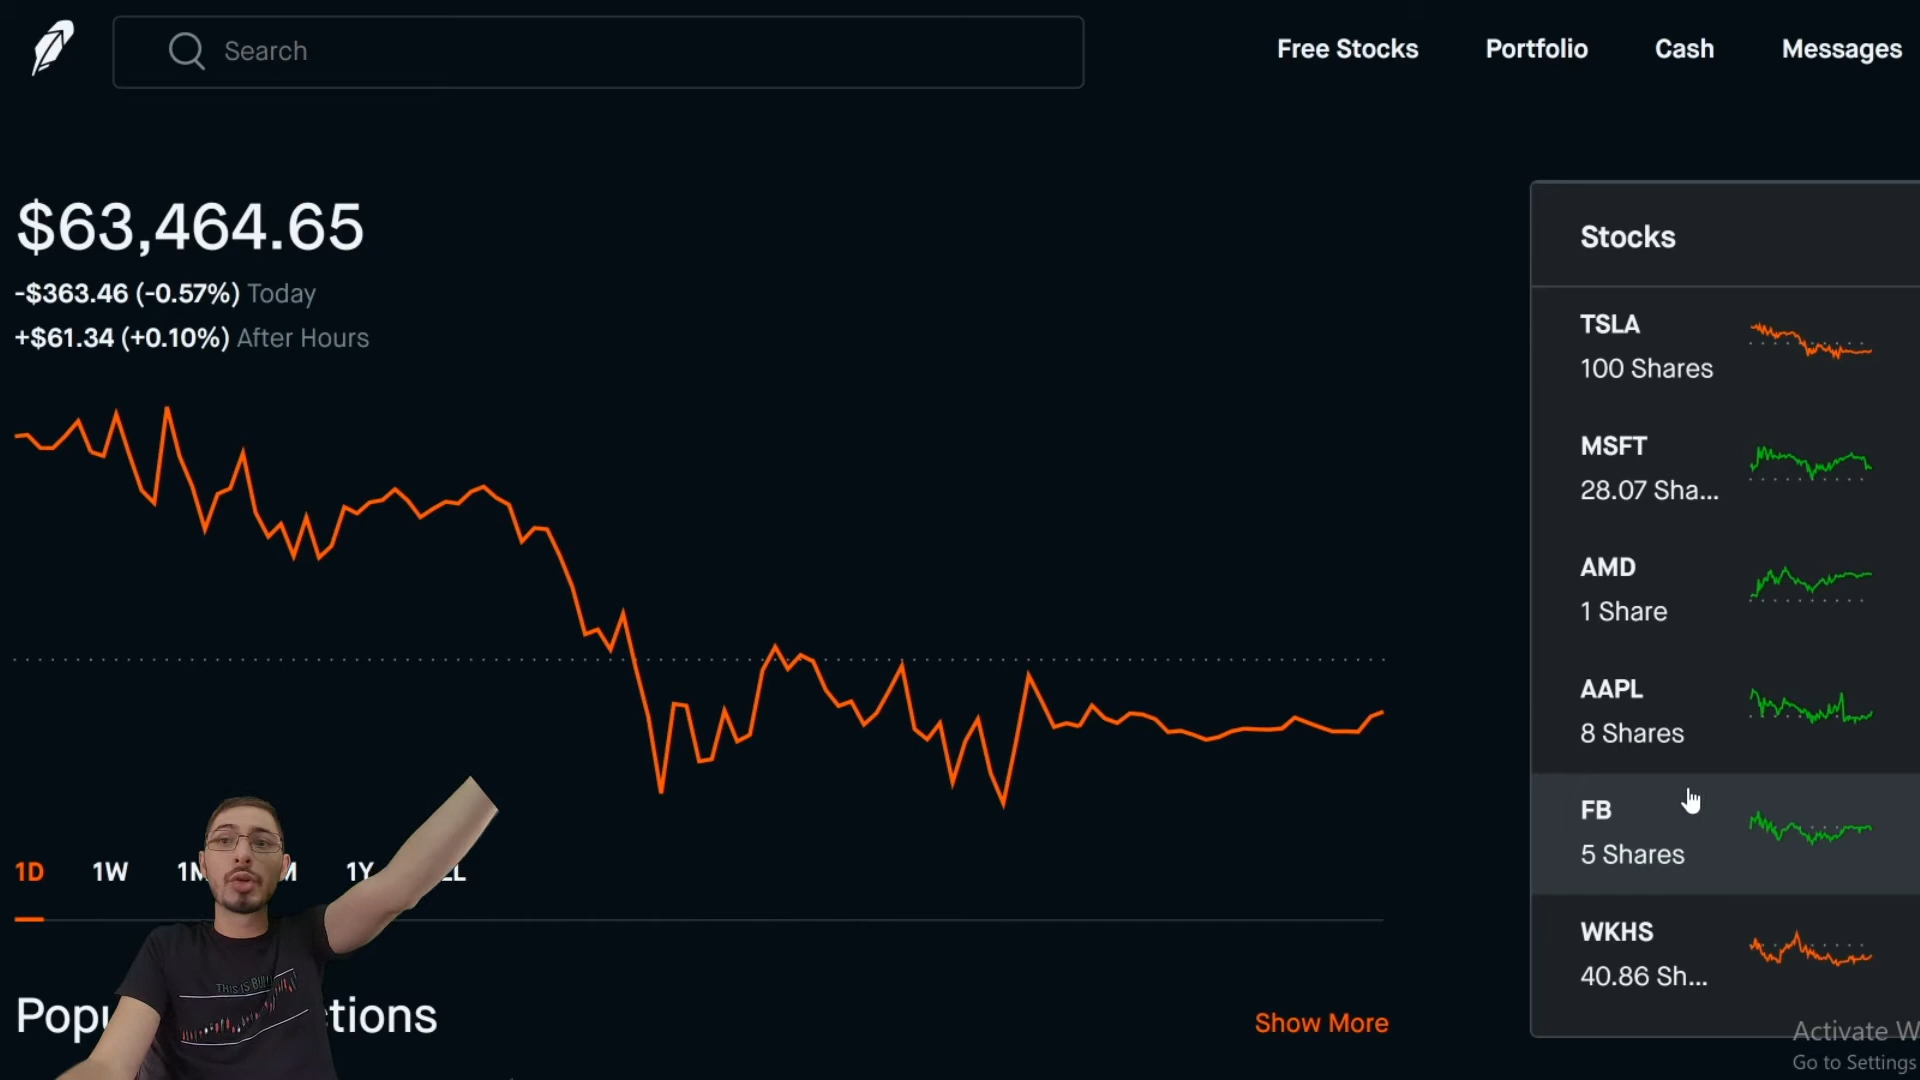 Search
Free Stocks
Portfolio
Cash
Messages
$63,464.65
-$363.46 (-0.57%) Today
+$61.34 (+0.10%) After Hours
Stocks
TSLA
100 Shares
MSFT
28.07 Sha...
AMD
1 Share
AAPL
8 Shares
FB
5 Shares
WKHS
40.86 Sh...
1D
1W
1Y
THIS IS
Show More
Activate W
Go to Settings